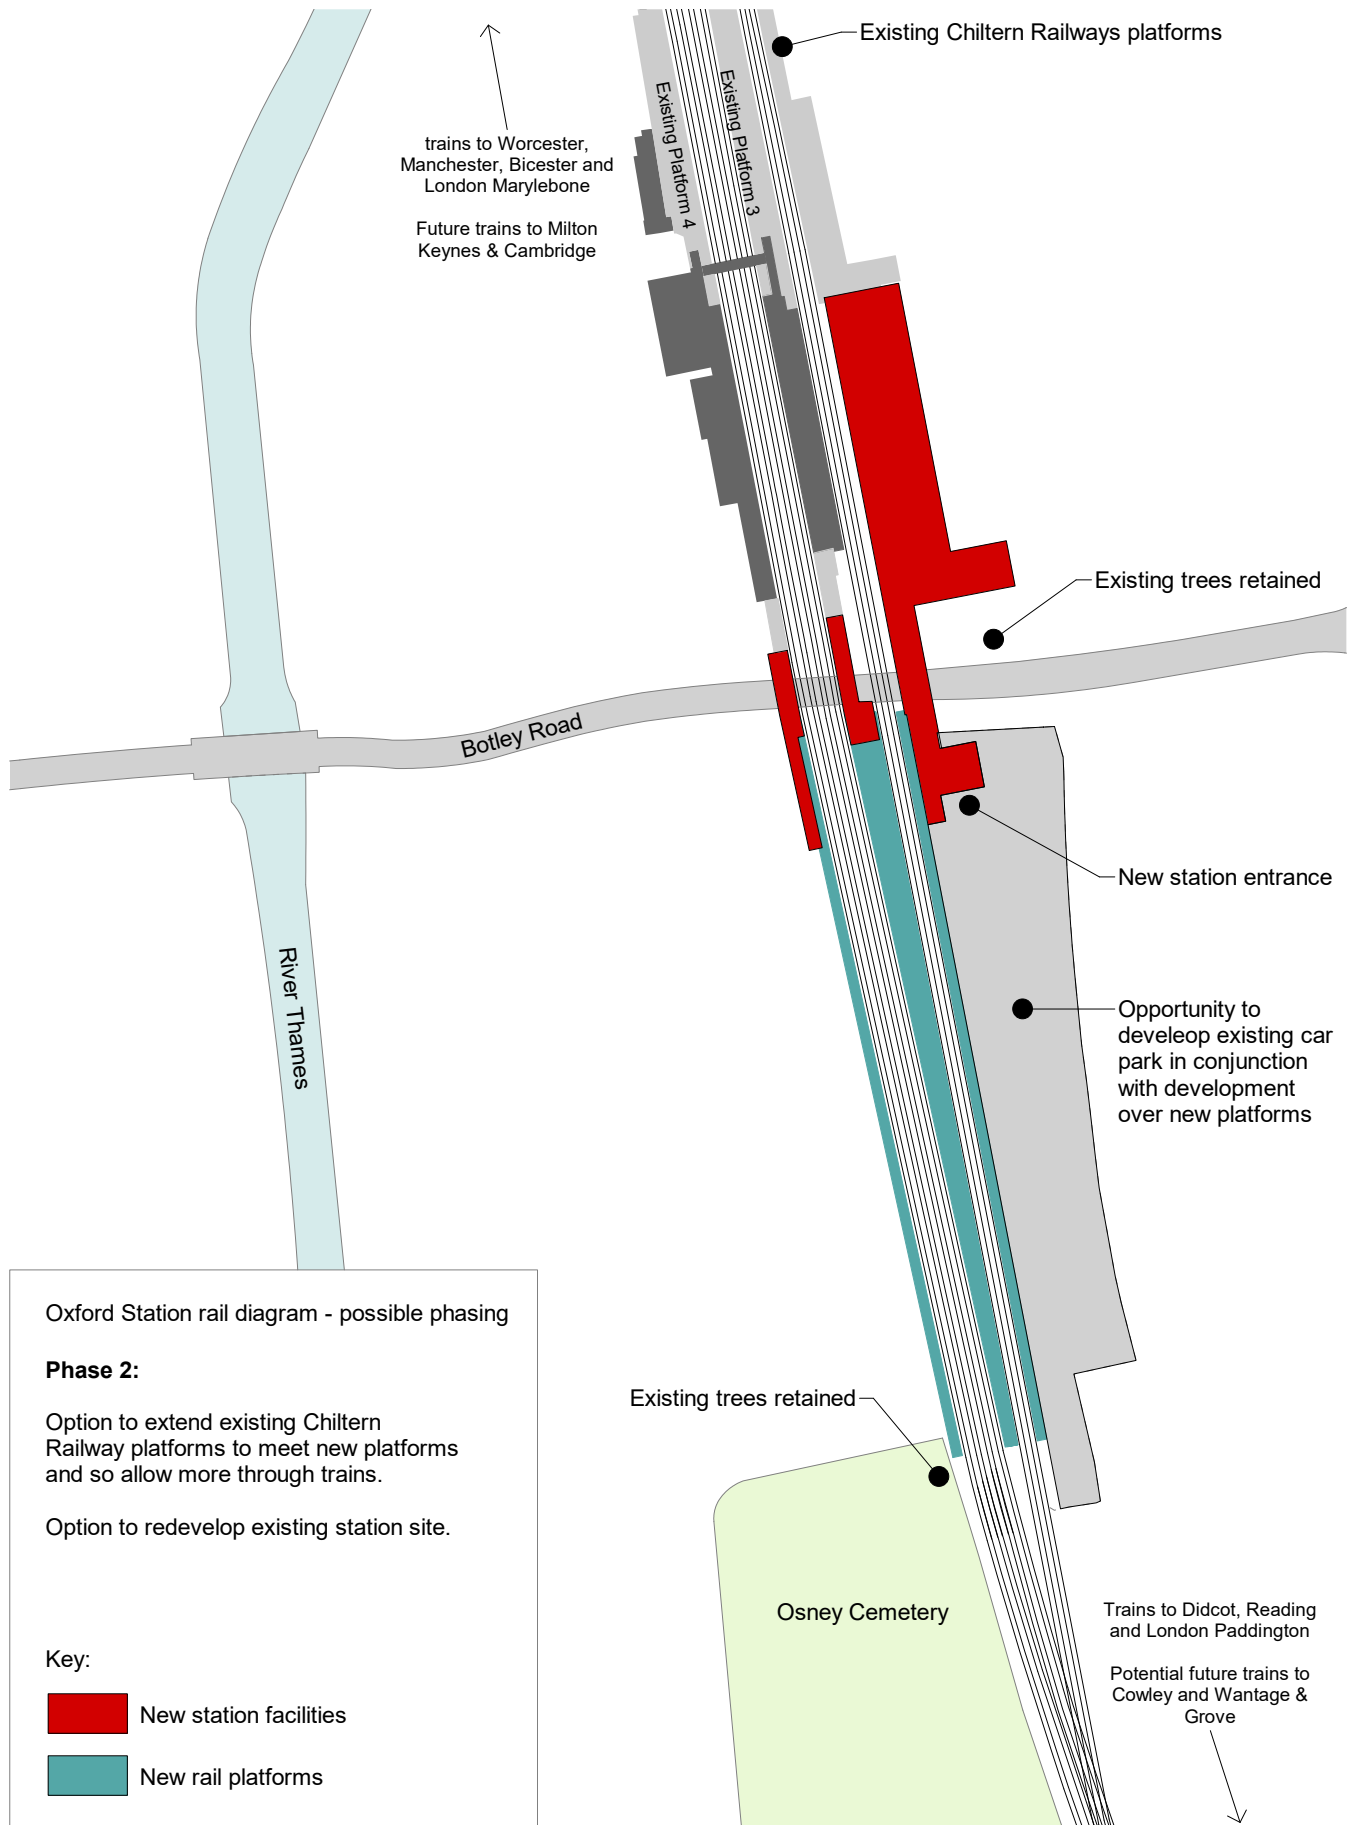 Existing Chiltern Railways platforms
trains to Worcester,
Manchester, Bicester and
London Marylebone
Future trains to Milton
Keynes & Cambridge
Existing Platform 4
Existing Platform 3
Existing trees retained
Botley Road
New station entrance
River Thames
Opportunity to
develeop existing car
park in conjunction
with development
over new platforms
Oxford Station rail diagram - possible phasing
Phase 2:
Option to extend existing Chiltern
Railway platforms to meet new platforms
and so allow more through trains.
Option to redevelop existing station site.
Key:
New station facilities
New rail platforms
Existing trees retained
Osney Cemetery
Trains to Didcot, Reading
and London Paddington
Potential future trains to
Cowley and Wantage &
Grove